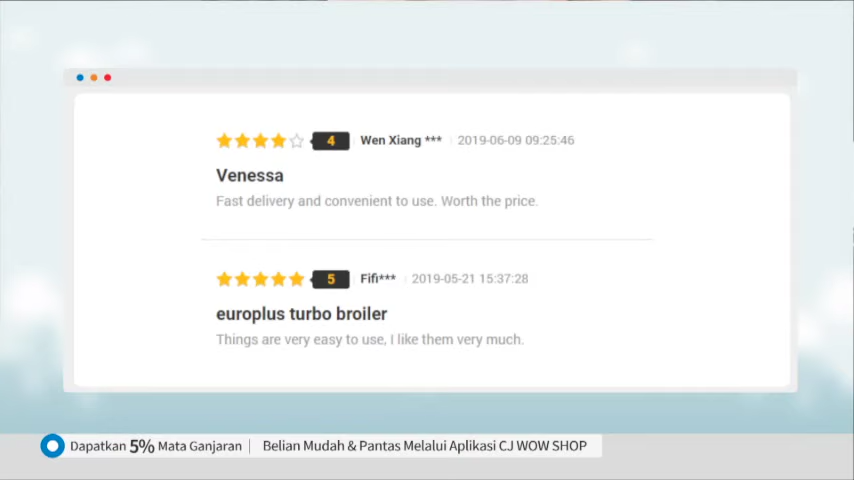 4 Wen Xiang *** 2019-06-09 09:25:46
Venessa
Fast delivery and convenient to use. Worth the price.
5 Fifi*** 2019-05-21 15:37:28
europlus turbo broiler
Things are very easy to use, I like them very much.
Dapatkan 5% Mata Ganjaran | Belian Mudah & Pantas Melalui Aplikasi CJ WOW SHOP